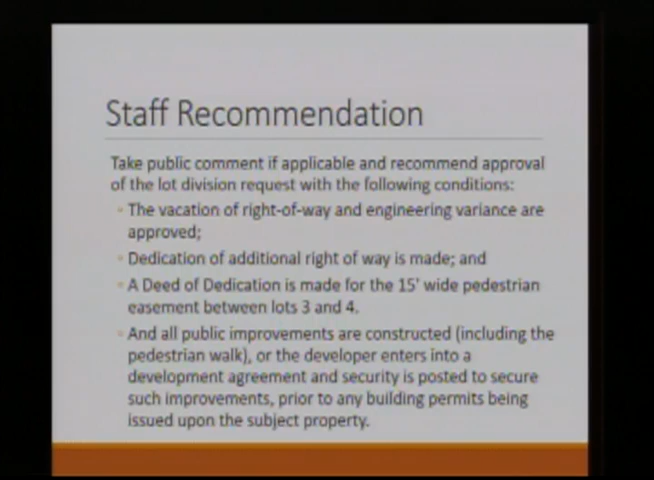 Staff Recommendation
Take public comment if applicable and recommend approval
of the lot division request with the following conditions:
◦ The vacation of right-of-way and engineering variance are
approved;
◦ Dedication of additional right of way is made; and
◦ A Deed of Dedication is made for the 15' wide pedestrian
easement between lots 3 and 4.
◦ And all public improvements are constructed (including the
pedestrian walk), or the developer enters into a
development agreement and security is posted to secure
such improvements, prior to any building permits being
issued upon the subject property.